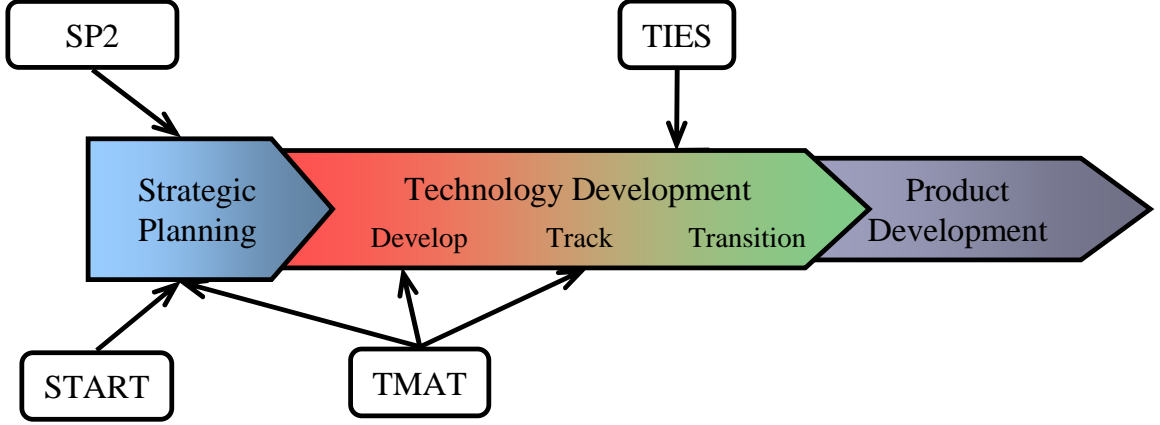 SP2
TIES
Strategic
Planning
Technology Development
Develop
Track
Transition
Product
Development
START
TMAT